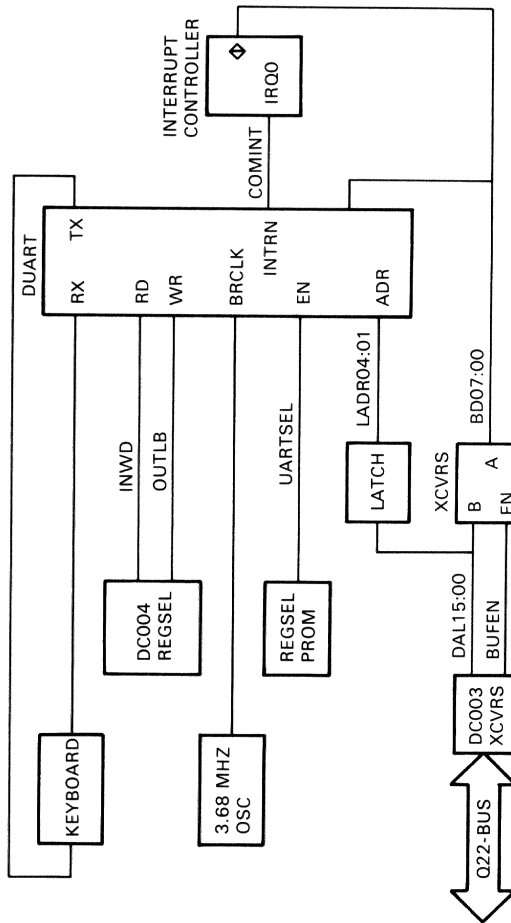 DUART
INTERRUPT
CONTROLLER
KEYBOARD
RX
TX
DC004
REGSEL
INWD
RD
OUTLB
WR
3.68 MHZ
OSC
BRCLK
INTRN
COMINT
IRQ0
REGSEL
PROM
UARTSEL
EN
LATCH
LADR04:01
ADR
XCVRS
Q22-BUS
DC003
XCVRS
DAL15:00
BUFEN
B
A
EN
BD07:00